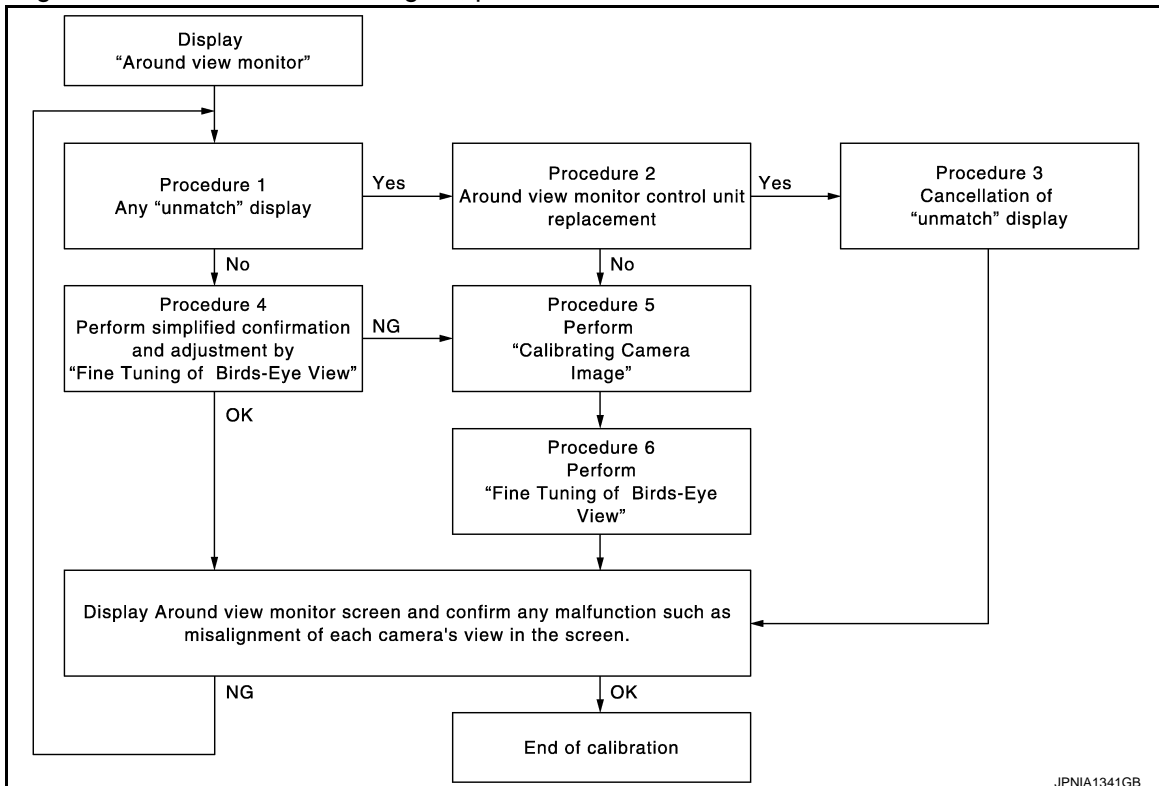 Display
“Around view monitor”
Procedure 1
Any “unmatch” display
Yes
Procedure 2
Around view monitor control unit
replacement
Yes
Procedure 3
Cancellation of
“unmatch” display
No
No
Procedure 4
Perform simplified confirmation
and adjustment by
“Fine Tuning of Birds-Eye View”
NG
Procedure 5
Perform
“Calibrating Camera
Image”
OK
Procedure 6
Perform
“Fine Tuning of Birds-Eye
View”
Display Around view monitor screen and confirm any malfunction such as
misalignment of each camera's view in the screen.
NG
OK
End of calibration
JPNIA1341GB